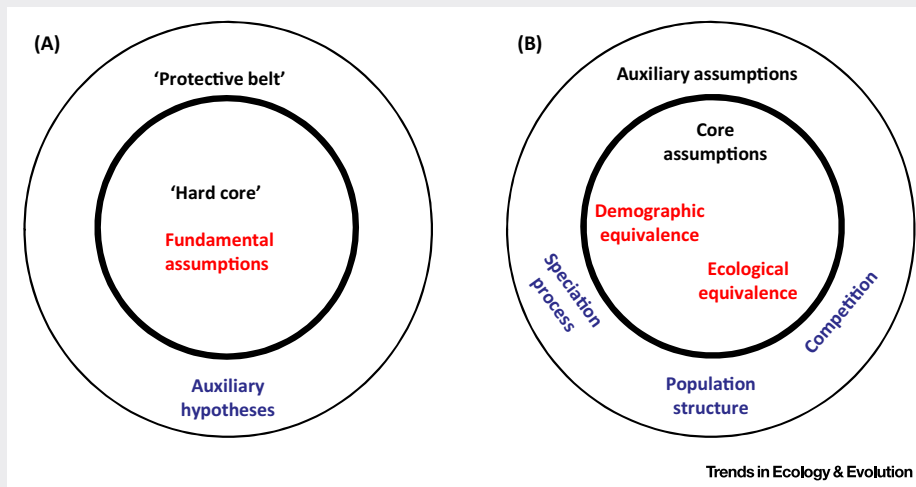 (A)
‘Protective belt’
‘Hard core’
Fundamental
assumptions
Auxiliary
hypotheses
(B)
Auxiliary assumptions
Core
assumptions
Demographic
equivalence
Ecological
equivalence
Speciation
process
Competition
Population
structure
Trends in Ecology & Evolution